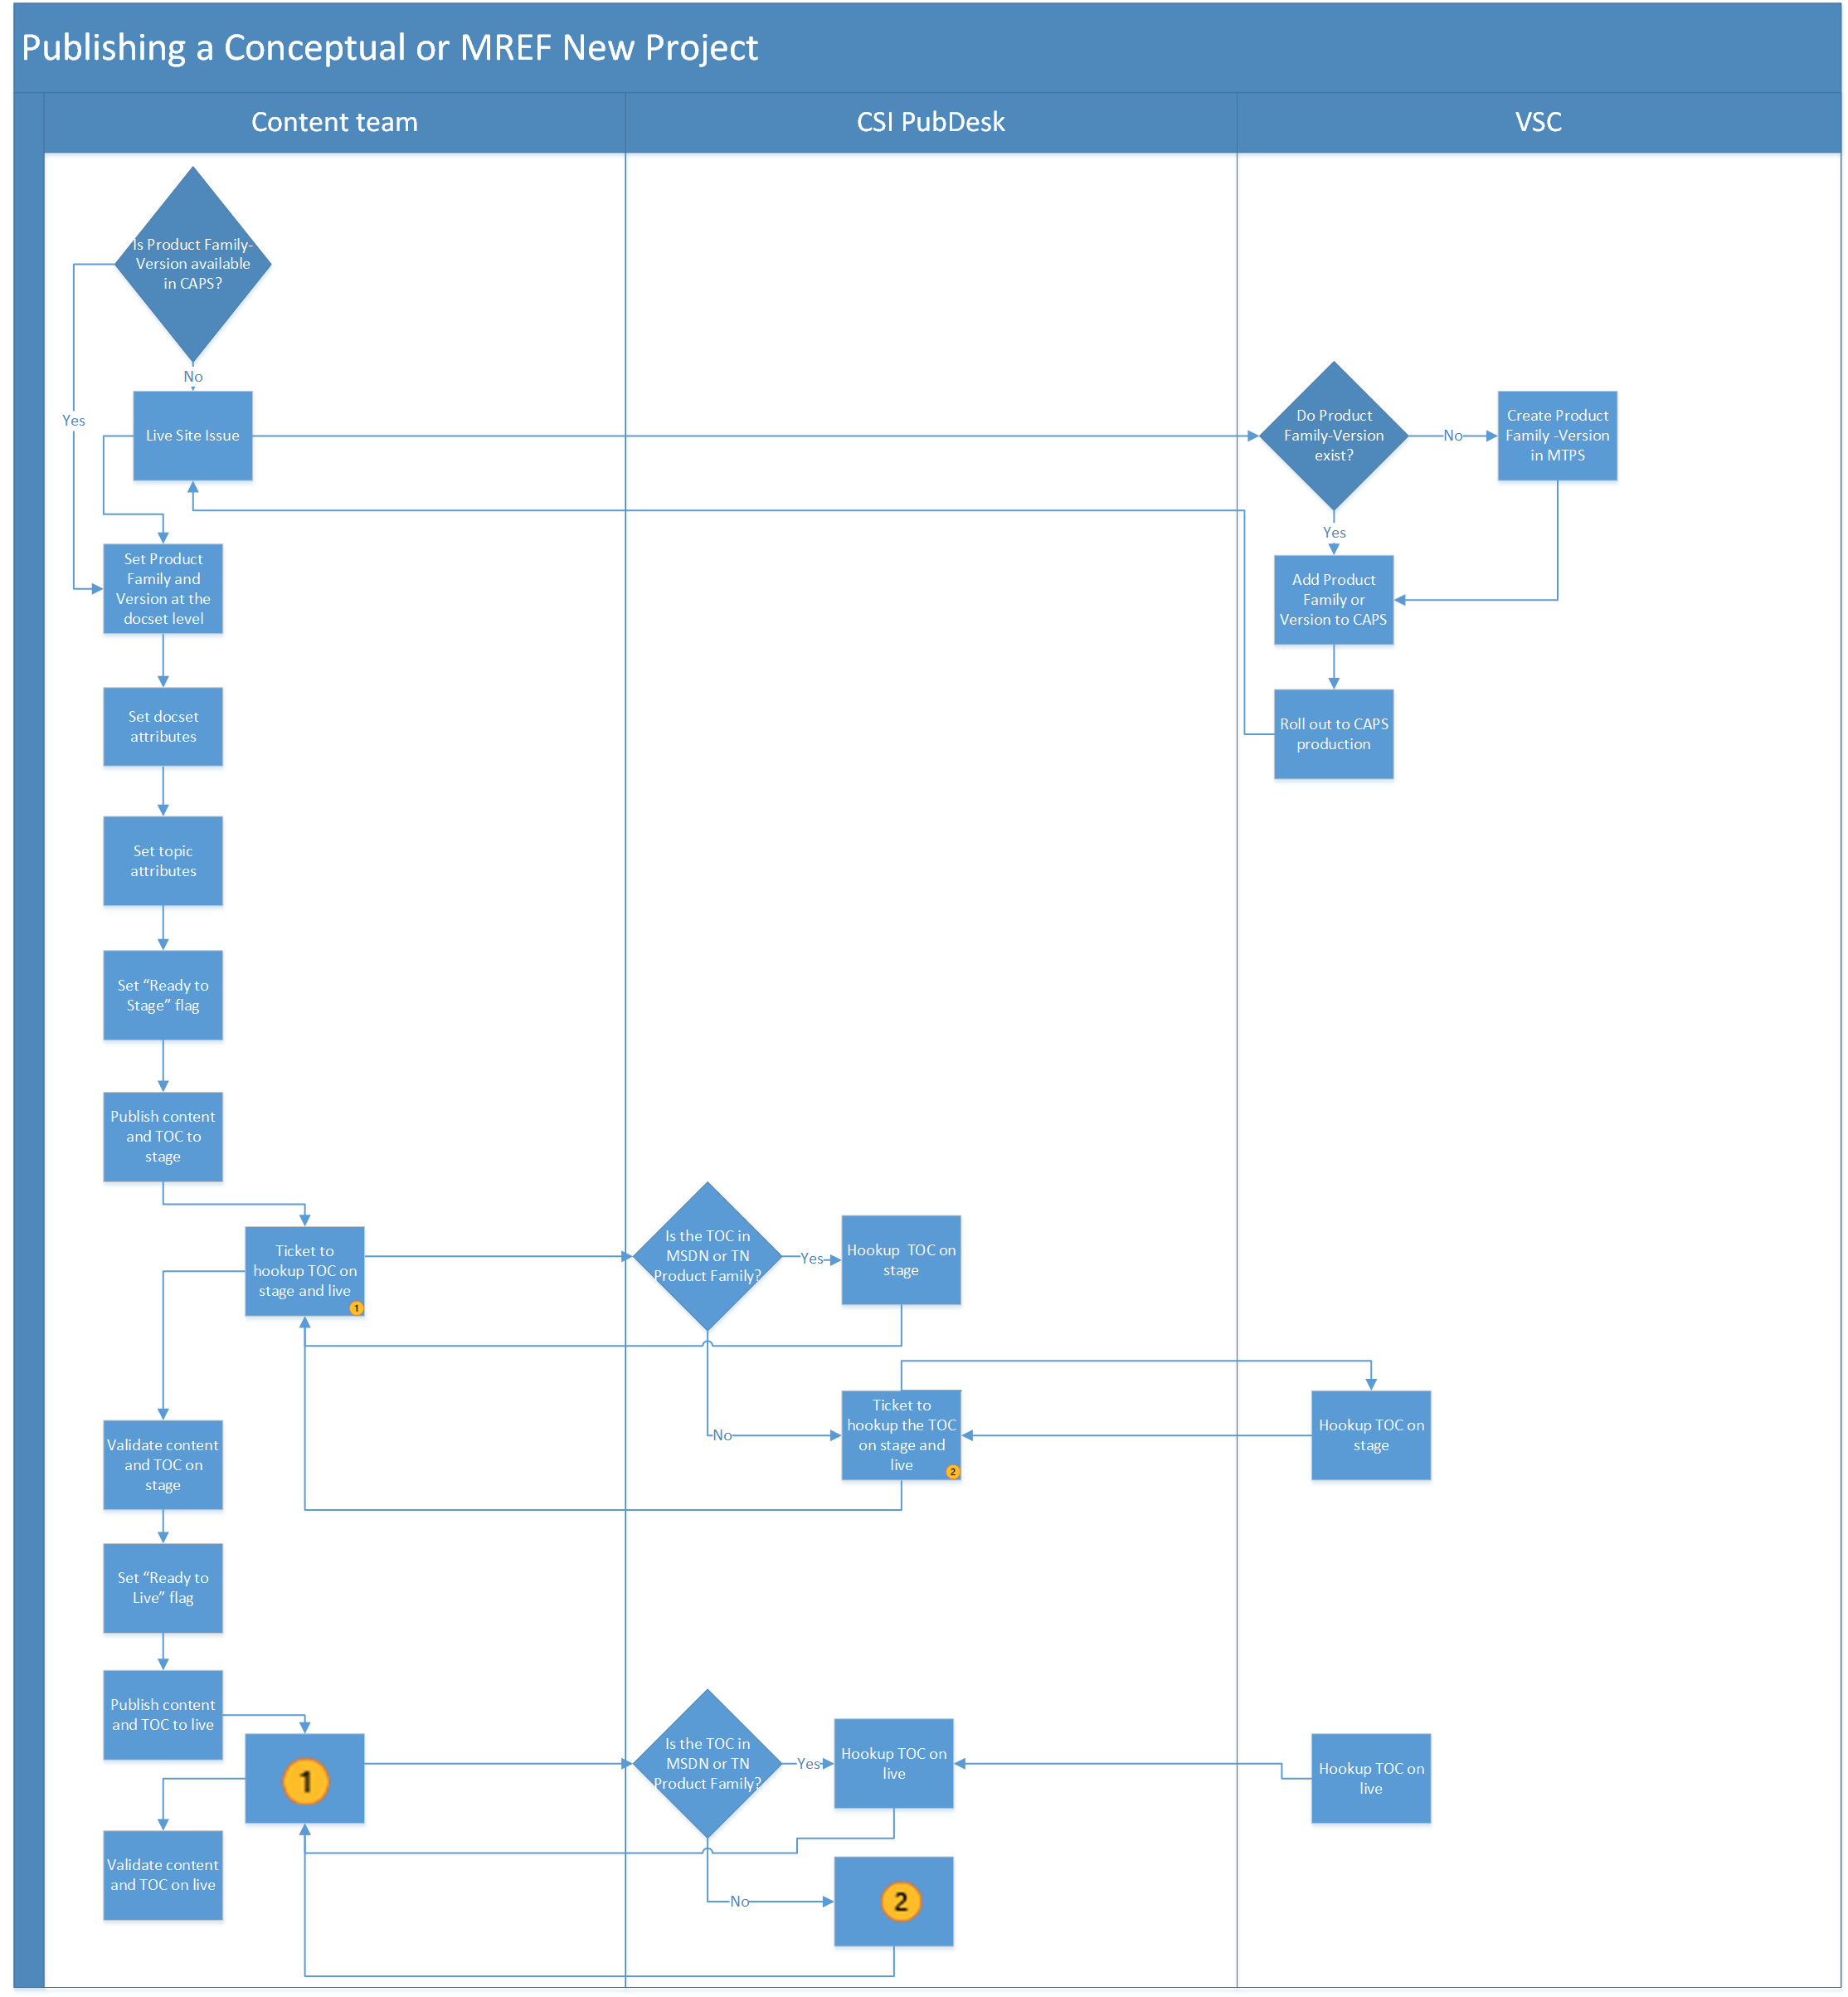 Publishing a Conceptual or MREF New Project
Content team
CSI PubDesk
VSC
Is Product Family-
Version available
in CAPS?
No
Yes
Live Site Issue
Do Product
Family-Version
exist?
No
Create Product
Family -Version
in MTPS
Yes
Set Product
Family and
Version at the
docset level
Add Product
Family or
Version to CAPS
Set docset
attributes
Roll out to CAPS
production
Set topic
attributes
Set “Ready to
Stage” flag
Publish content
and TOC to
stage
Ticket to
hookup TOC on
stage and live
1
Is the TOC in
MSDN or TN
Product Family?
Yes
Hookup  TOC on
stage
No
Ticket to
hookup the TOC
on stage and
live
2
Hookup TOC on
stage
Validate content
and TOC on
stage
Set “Ready to
Live” flag
Publish content
and TOC to live
1
Is the TOC in
MSDN or TN
Product Family?
Yes
Hookup TOC on
live
Hookup TOC on
live
Validate content
and TOC on live
No
2